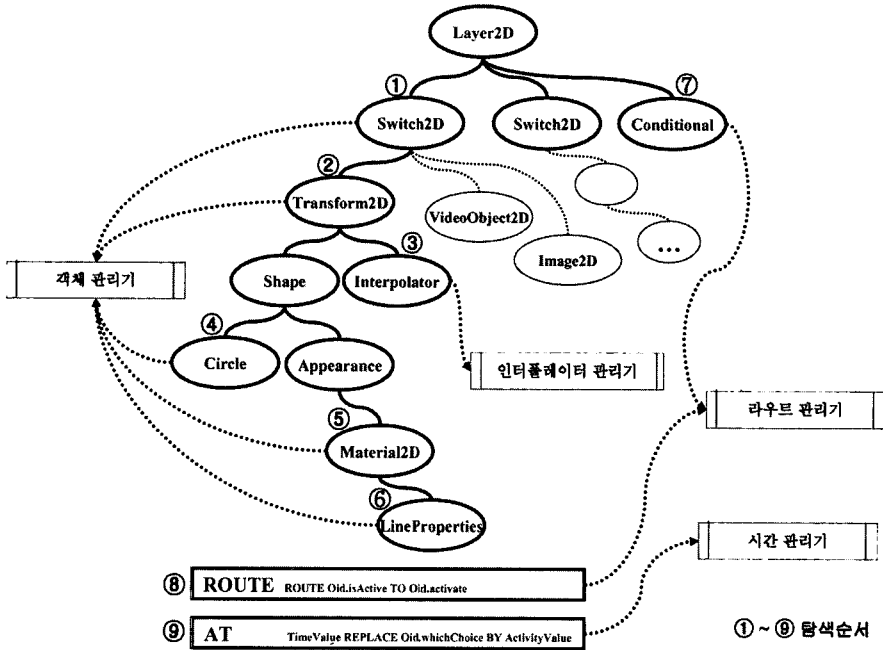 Layer2D
① ⑦
Switch2D Switch2D Conditional
②
Transform2D
VideoObject2D
③
...
Image2D
객체 관리기
Shape Interpolator
④
Circle Appearance
인터폴레이터 관리기
라우트 관리기
⑤
Material2D
⑥
LineProperties
시간 관리기
⑧ ROUTE ROUTE Oid.isActive TO Oid.activate
⑨ AT TimeValue REPLACE Oid.whichChoice BY ActivityValue
①~⑨ 탐색순서